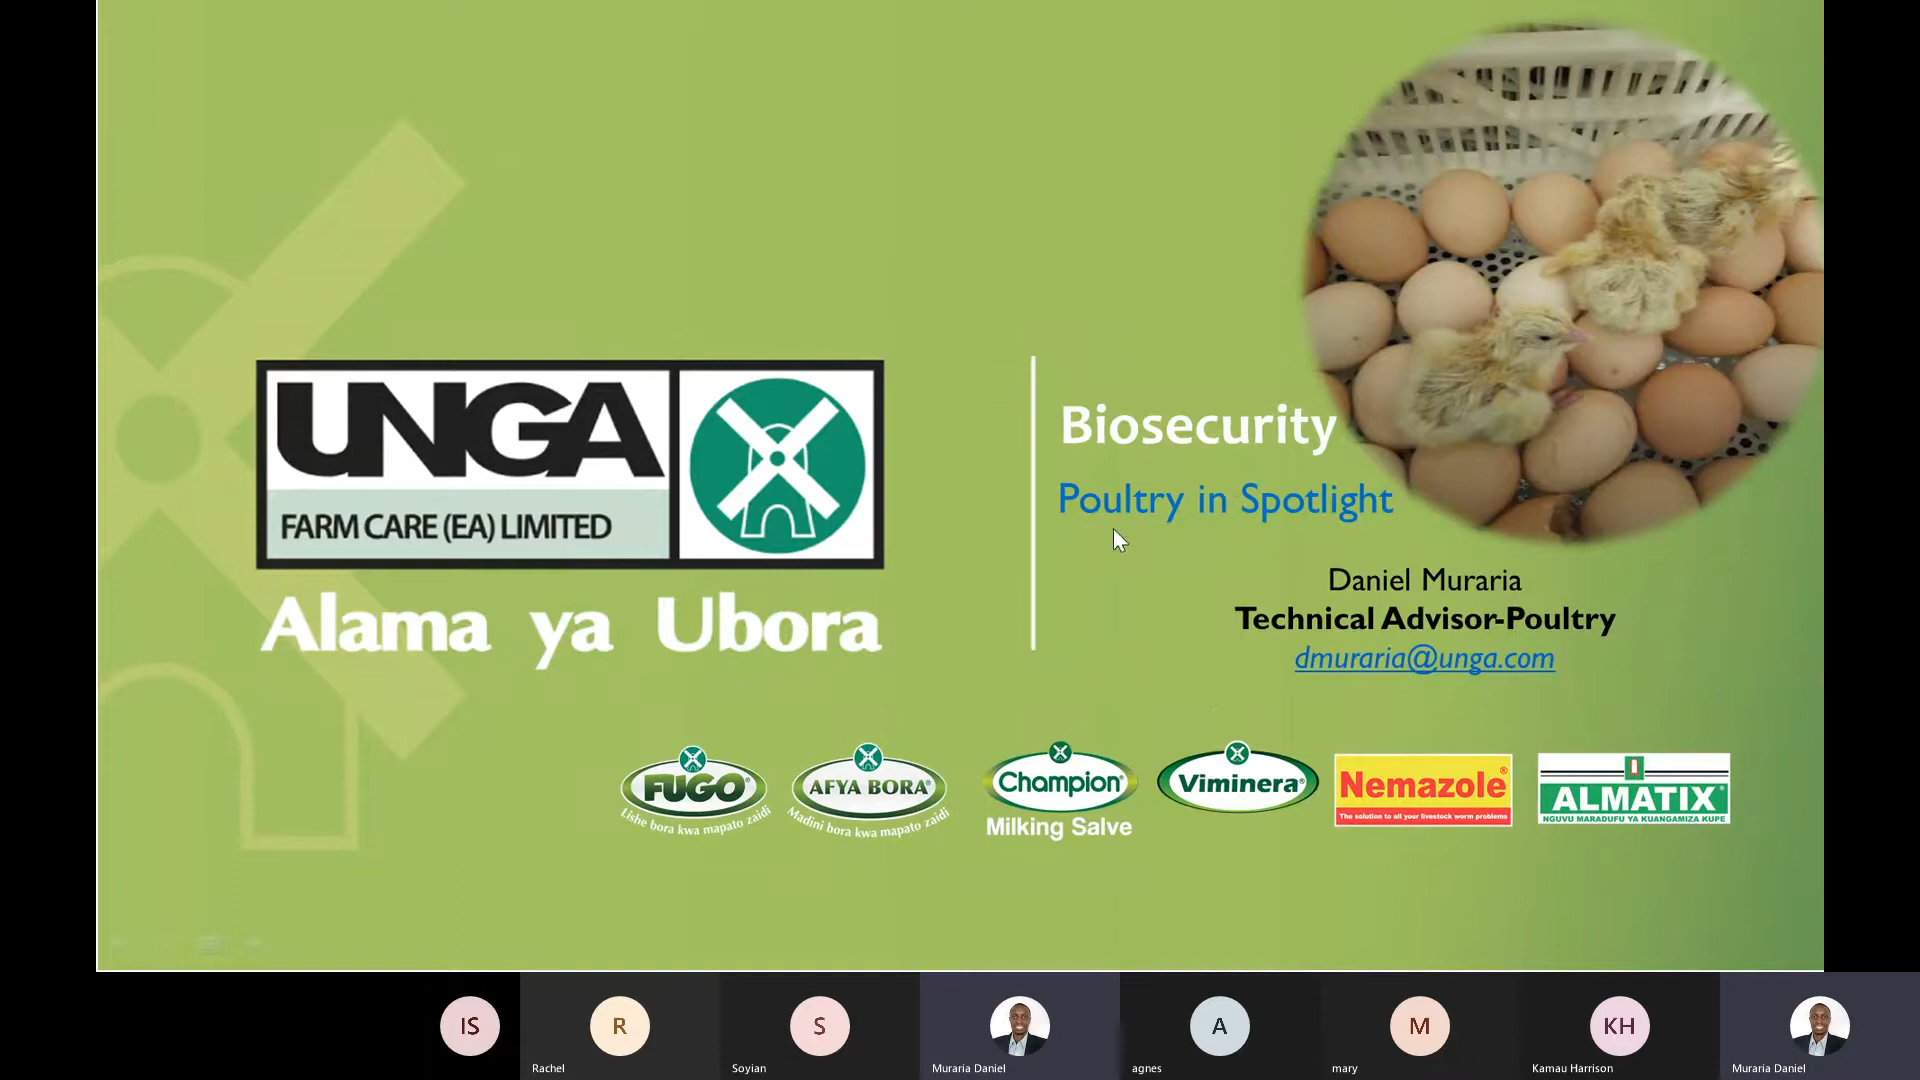 UNGA
FARM CARE (EA) LIMITED
Alama ya Ubora
Biosecurity
Poultry in Spotlight
Daniel Muraria
Technical Advisor-Poultry
dmuraria@unga.com
FUGO®
Lishe bora kwa mapato zaidi
AFYA BORA®
Madini bora kwa mapato zaidi
Champion®
Milking Salve
Viminera®
Nemazole®
The solution to all your livestock worm problems
ALMATIX®
NGUVU MARADUFU YA KUANGAMIZA KUPE
IS
R
S
A
M
KH
Rachel
Soyian
Muraria Daniel
agnes
mary
Kamau Harrison
Muraria Daniel